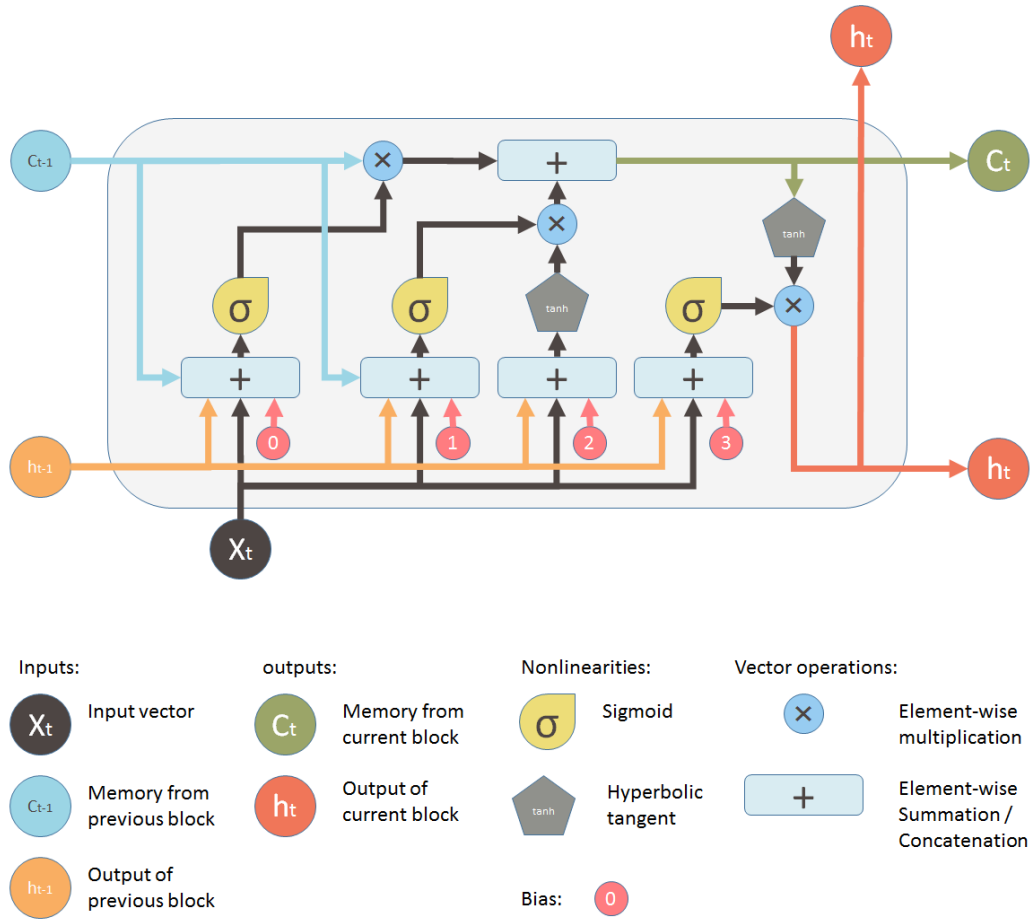 ht
Ct-1
×
+
Ct
×
tanh
σ
σ
tanh
σ
×
+
+
+
+
0
1
2
3
ht-1
ht
Xt
Inputs:
outputs:
Nonlinearities:
Vector operations:
Xt
Input vector
Ct
Memory from
current block
σ
Sigmoid
×
Element-wise
multiplication
Ct-1
Memory from
previous block
ht
Output of
current block
tanh
Hyperbolic
tangent
+
Element-wise
Summation /
Concatenation
ht-1
Output of
previous block
Bias:
0